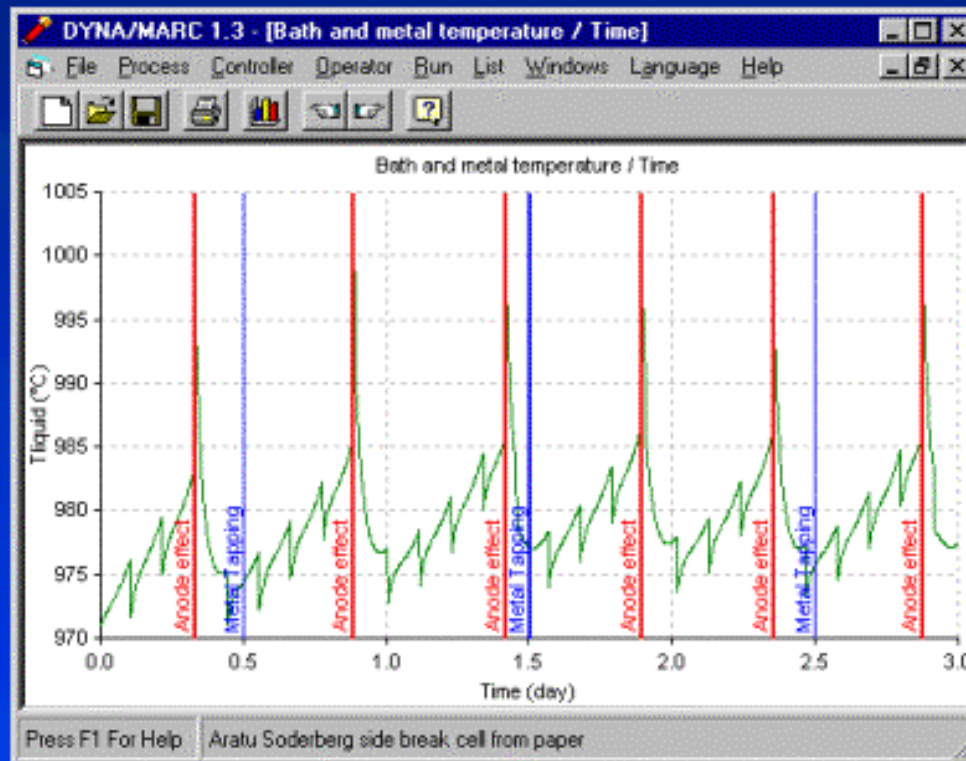 DYNA/MARC 1.3 - [Bath and metal temperature / Time]
File Process Controller Operator Run List Windows Language Help
Bath and metal temperature / Time
Tliquid (ºC)
1005
1000
995
990
985
980
975
970
Anode effect
Metal Tapping
Anode effect
Anode effect
Metal Tapping
Anode effect
Anode effect
Metal Tapping
Anode effect
0.0 0.5 1.0 1.5 2.0 2.5 3.0
Time (day)
Press F1 For Help Aratu Soderberg side break cell from paper